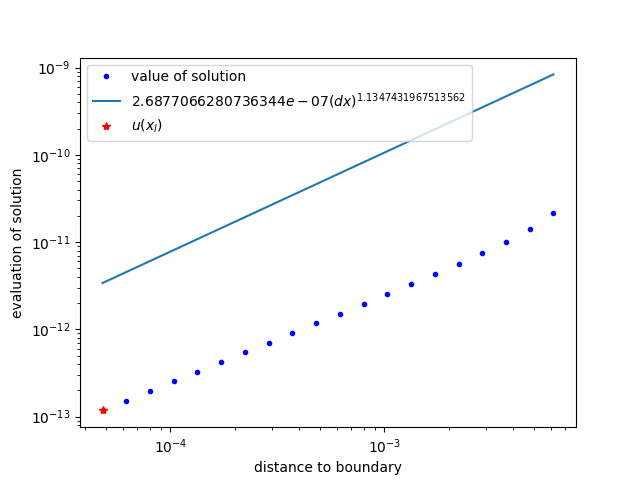 10⁻⁹
10⁻¹⁰
10⁻¹¹
10⁻¹²
10⁻¹³
evaluation of solution
value of solution
2.6877066280736344e − 07(dx)^1.1347431967513562
u(x_l)
10⁻⁴ 10⁻³
distance to boundary